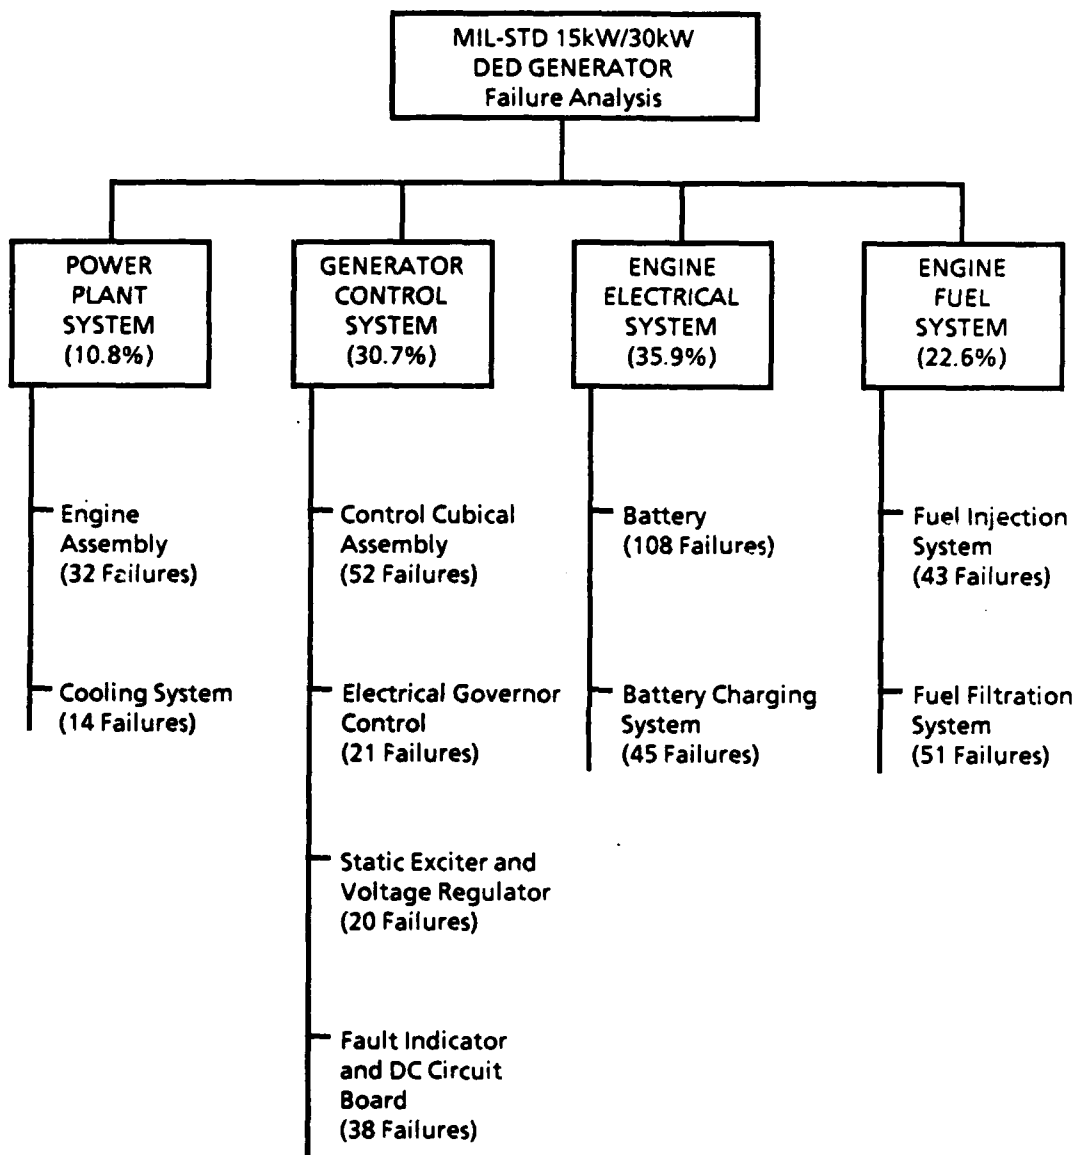 MIL-STD 15kW/30kW
DED GENERATOR
Failure Analysis
POWER
PLANT
SYSTEM
(10.8%)
GENERATOR
CONTROL
SYSTEM
(30.7%)
ENGINE
ELECTRICAL
SYSTEM
(35.9%)
ENGINE
FUEL
SYSTEM
(22.6%)
Engine
Assembly
(32 Failures)
Cooling System
(14 Failures)
Control Cubical
Assembly
(52 Failures)
Electrical Governor
Control
(21 Failures)
Static Exciter and
Voltage Regulator
(20 Failures)
Fault Indicator
and DC Circuit
Board
(38 Failures)
Battery
(108 Failures)
Battery Charging
System
(45 Failures)
Fuel Injection
System
(43 Failures)
Fuel Filtration
System
(51 Failures)